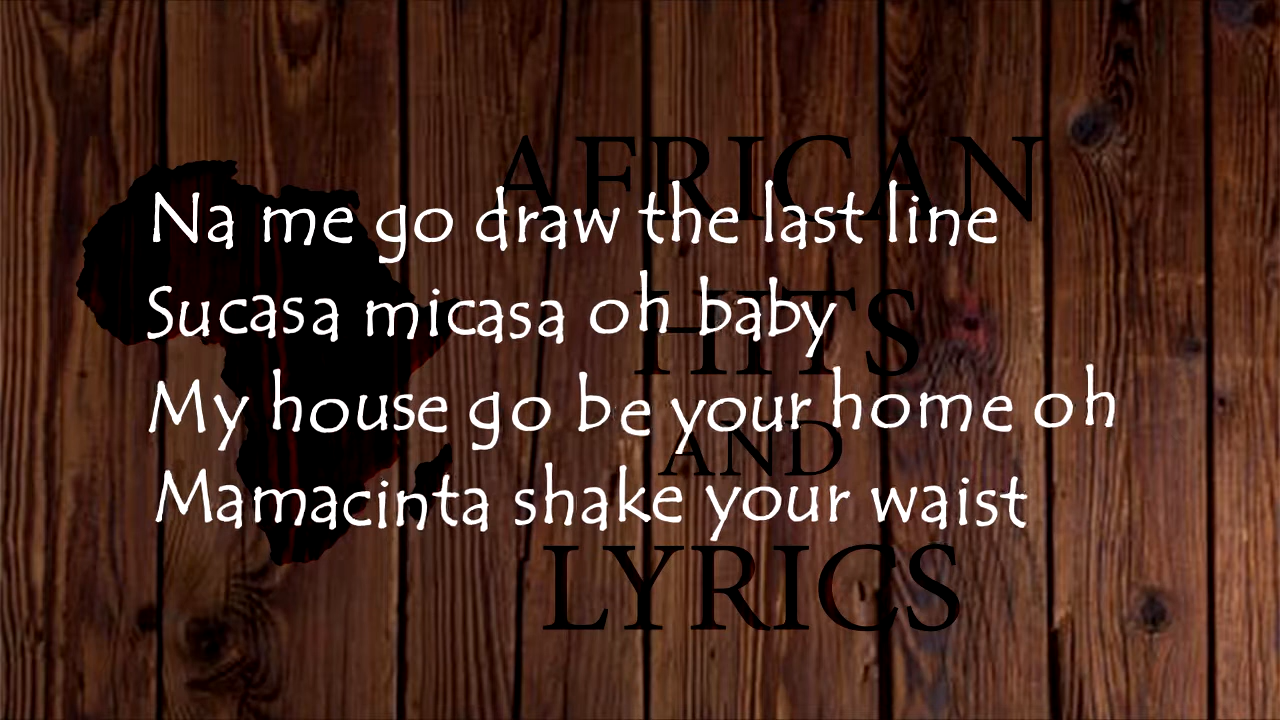 AFRICAN
HITS
AND
LYRICS
Na me go draw the last line
Sucasa micasa oh baby
My house go be your home oh
Mamacinta shake your waist